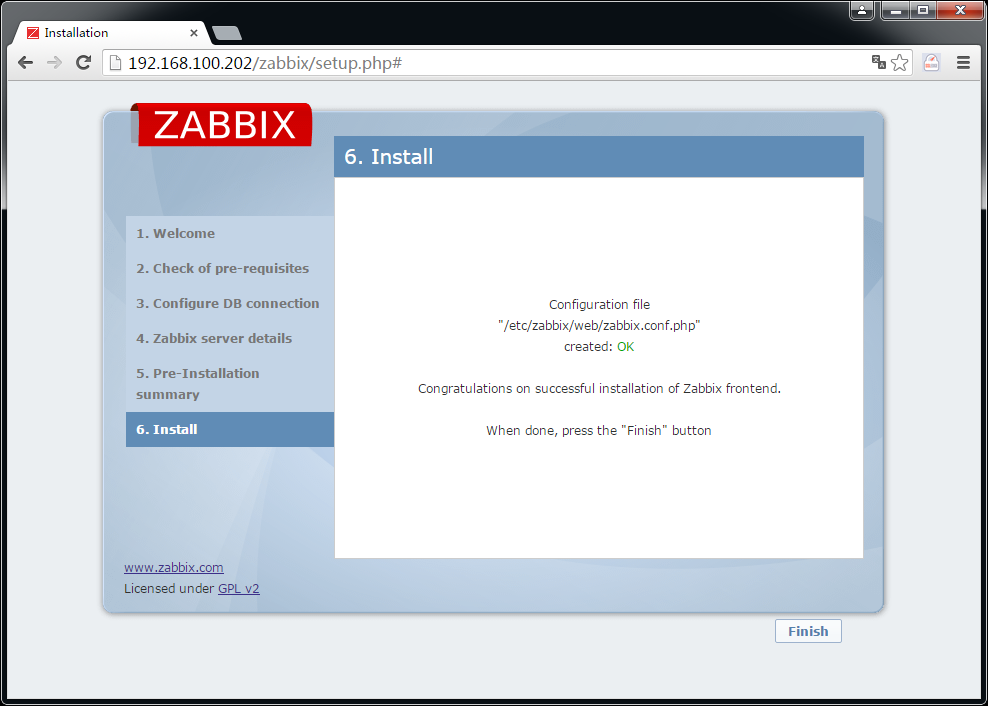 Installation
192.168.100.202/zabbix/setup.php#
ZABBIX
6. Install
1. Welcome
2. Check of pre-requisites
3. Configure DB connection
4. Zabbix server details
5. Pre-Installation
summary
6. Install
Configuration file
"/etc/zabbix/web/zabbix.conf.php"
created: OK
Congratulations on successful installation of Zabbix frontend.
When done, press the "Finish" button
www.zabbix.com
Licensed under GPL v2
Finish